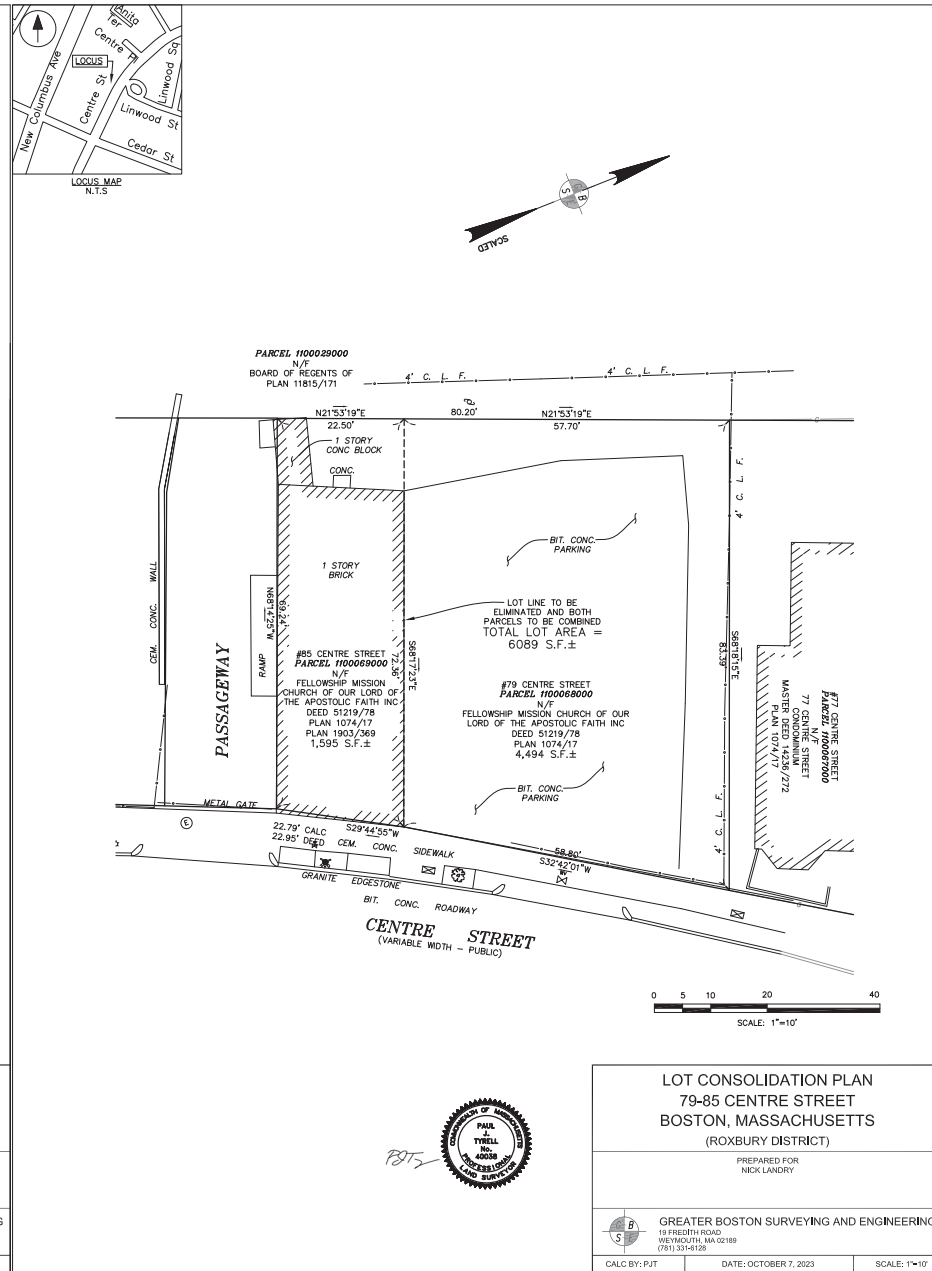 Anita
Ter
Centre Pl
New Columbus Ave
LOCUS
Centre St
Linwood Sq
Linwood St
Cedar St
LOCUS MAP
N.T.S
G B
S E
SCALED
PARCEL 1100029000
N/F
BOARD OF REGENTS OF
PLAN 11815/171
4' C. L. F.
4' C. L. F.
N21°53'19"E
22.50'
80.20'
N21°53'19"E
57.70'
1 STORY
CONC BLOCK
CONC.
4' C. L. F.
BIT. CONC.
PARKING
1 STORY
BRICK
CEM. CONC. WALL
N68°14'25"W
69.24'
RAMP
PASSAGEWAY
LOT LINE TO BE
ELIMINATED AND BOTH
PARCELS TO BE COMBINED
TOTAL LOT AREA =
6089 S.F.±
S68°17'23"E
72.36'
S68°18'15"E
83.39
#85 CENTRE STREET
PARCEL 1100069000
N/F
FELLOWSHIP MISSION
CHURCH OF OUR LORD OF
THE APOSTOLIC FAITH INC
DEED 51219/78
PLAN 1074/17
PLAN 1903/369
1,595 S.F.±
#79 CENTRE STREET
PARCEL 1100068000
N/F
FELLOWSHIP MISSION CHURCH OF OUR
LORD OF THE APOSTOLIC FAITH INC
DEED 51219/78
PLAN 1074/17
4,494 S.F.±
#77 CENTRE STREET
PARCEL 1100067000
N/F
77 CENTRE STREET
CONDOMINIUM
MASTER DEED 14236/272
PLAN 1074/17
BIT. CONC.
PARKING
4' C. L. F.
METAL GATE
E
22.79' CALC
22.95' DEED
S29°44'55"W
CEM. CONC. SIDEWALK
58.80'
S32°42'01"W
GRANITE EDGESTONE
BIT. CONC. ROADWAY
CENTRE STREET
(VARIABLE WIDTH - PUBLIC)
0 5 10 20 40
SCALE: 1"=10'
COMMONWEALTH OF MASSACHUSETTS
PAUL
J.
TYRELL
No.
40038
PROFESSIONAL
LAND SURVEYOR
LOT CONSOLIDATION PLAN
79-85 CENTRE STREET
BOSTON, MASSACHUSETTS
(ROXBURY DISTRICT)
PREPARED FOR
NICK LANDRY
G B
S E
GREATER BOSTON SURVEYING AND ENGINEERING
19 FREDITH ROAD
WEYMOUTH, MA 02189
(781) 331-6128
CALC BY: PJT
DATE: OCTOBER 7, 2023
SCALE: 1"=10'